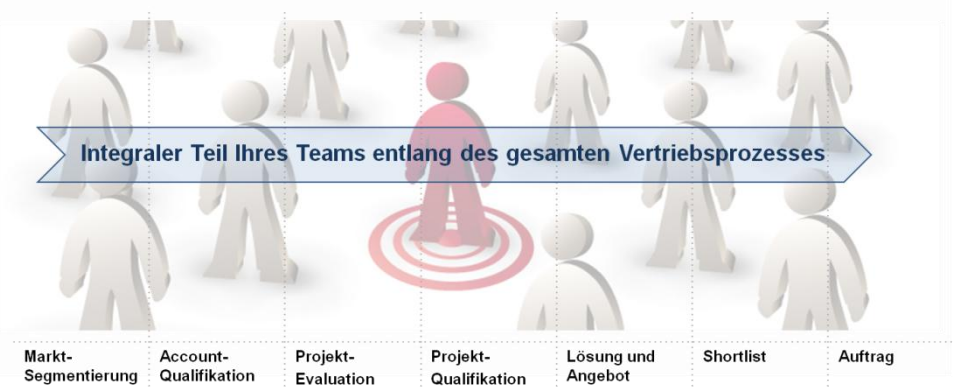 Integraler Teil Ihres Teams entlang des gesamten Vertriebsprozesses
Markt-
Segmentierung
Account-
Qualifikation
Projekt-
Evaluation
Projekt-
Qualifikation
Lösung und
Angebot
Shortlist
Auftrag